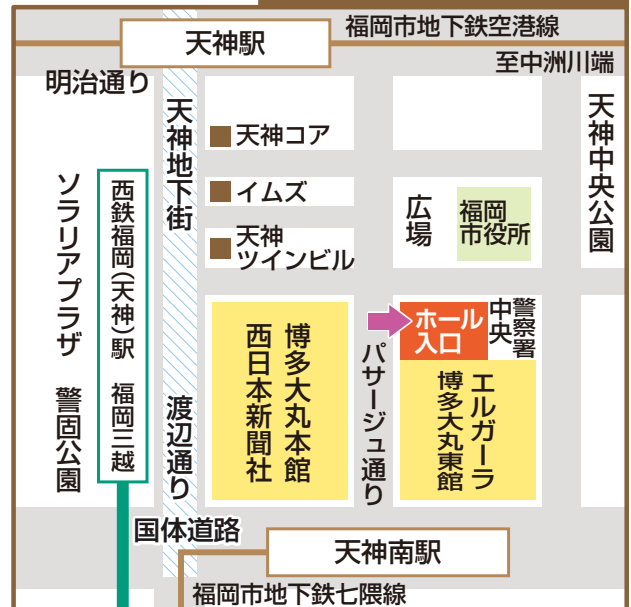 福岡市地下鉄空港線
天神駅
至中洲川端
明治通り
天神地下街
天神コア
イムズ
天神
ツインビル
広場
福岡
市役所
天神中央公園
ソラリアプラザ
西鉄福岡(天神)駅 福岡三越
警固公園
渡辺通り
博多大丸本館
西日本新聞社
パサージュ通り
ホール
入口
警察署
中央
エルガーラ
博多大丸東館
国体道路
天神南駅
福岡市地下鉄七隈線